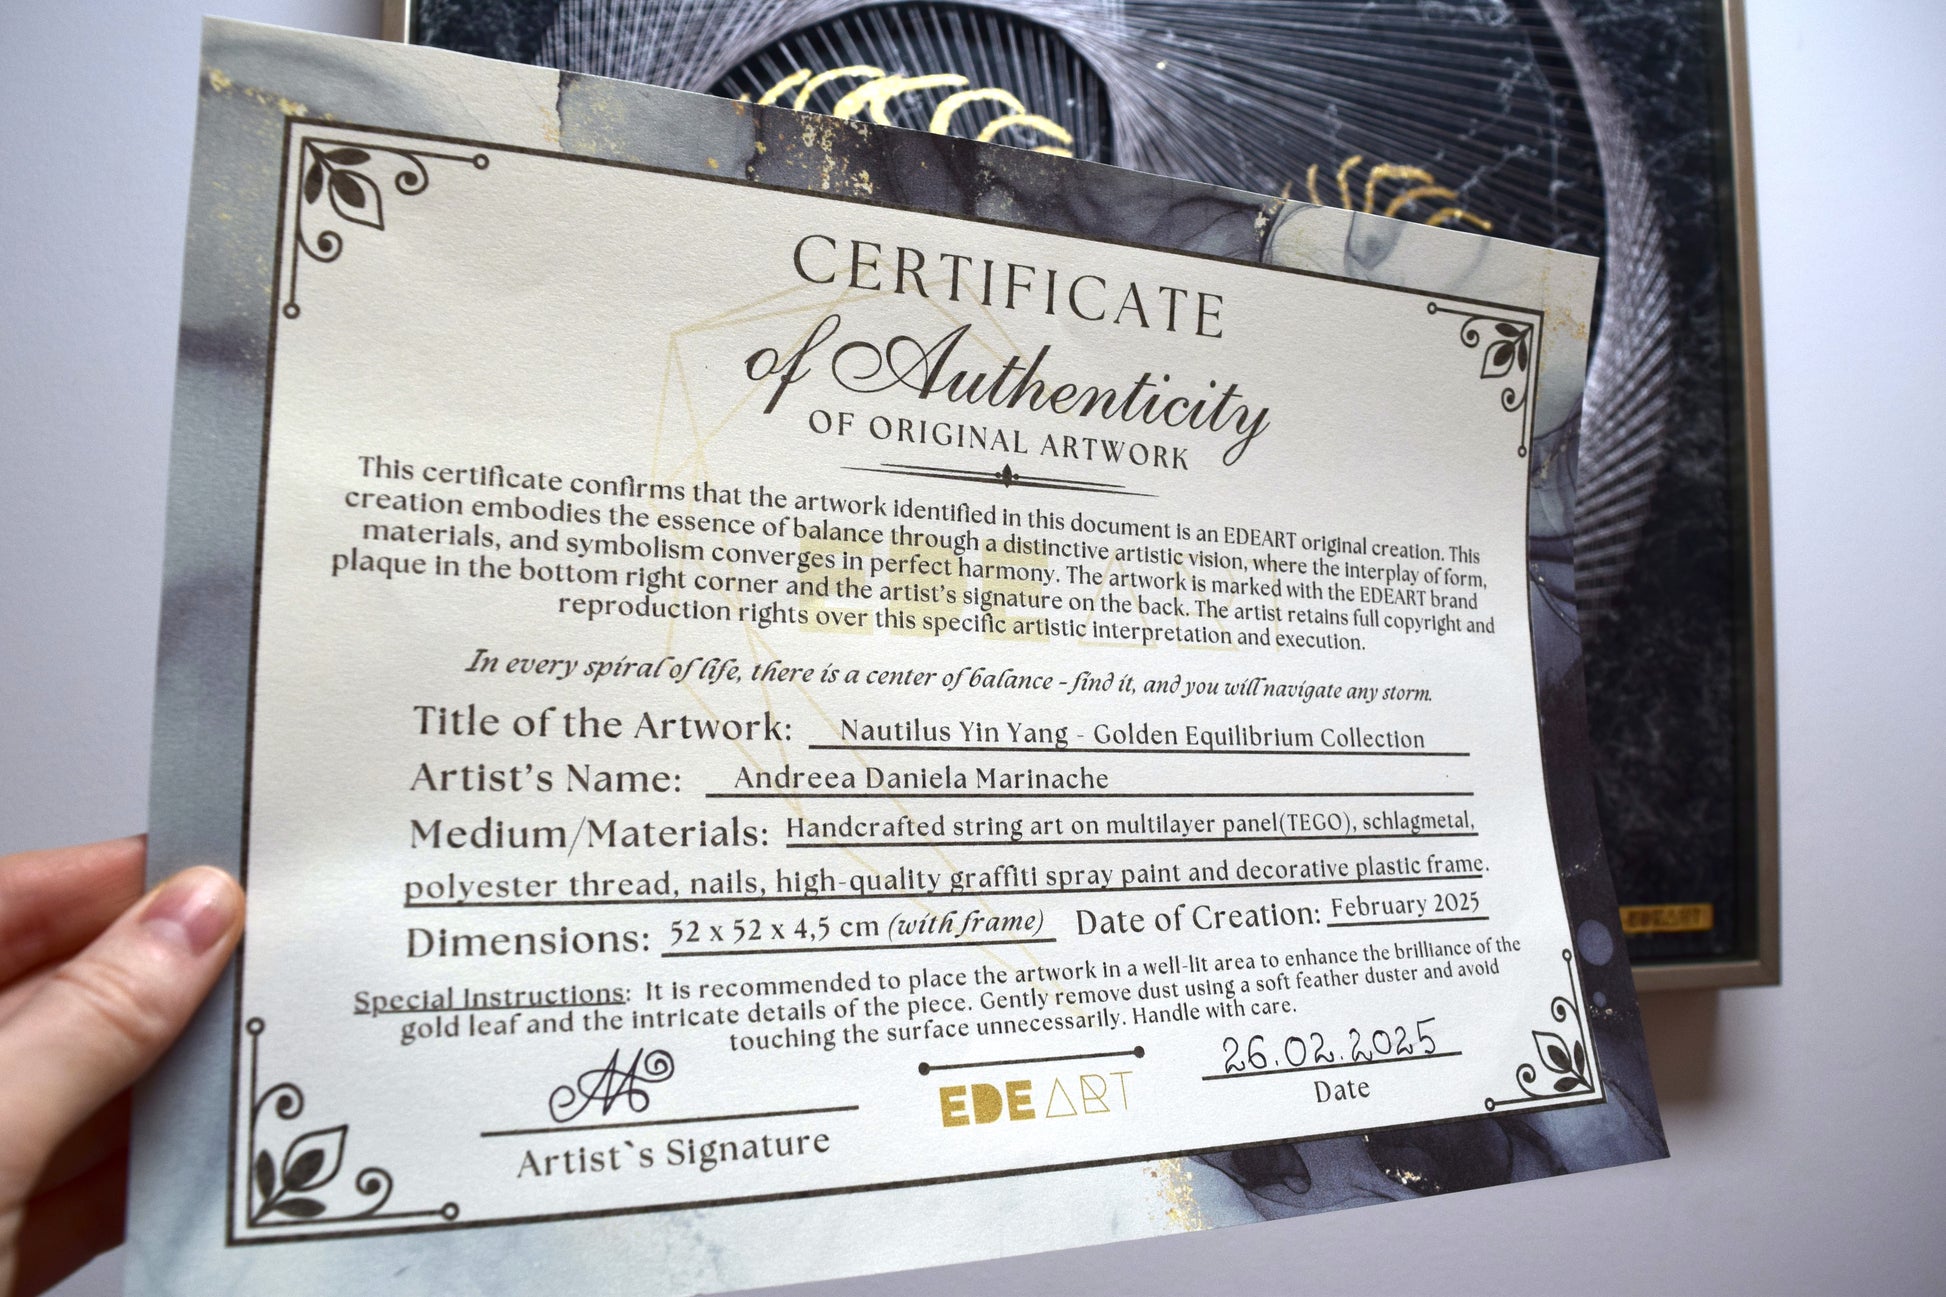 CERTIFICATE
of Authenticity
OF ORIGINAL ARTWORK
This certificate confirms that the artwork identified in this document is an EDEART original creation. This
creation embodies the essence of balance through a distinctive artistic vision, where the interplay of form,
materials, and symbolism converges in perfect harmony. The artwork is marked with the EDEART brand
plaque in the bottom right corner and the artist's signature on the back. The artist retains full copyright and
reproduction rights over this specific artistic interpretation and execution.
In every spiral of life, there is a center of balance - find it, and you will navigate any storm.
Title of the Artwork: Nautilus Yin Yang - Golden Equilibrium Collection
Artist's Name: Andreea Daniela Marinache
Medium/Materials: Handcrafted string art on multilayer panel(TEGO), schlagmetal,
polyester thread, nails, high-quality graffiti spray paint and decorative plastic frame.
Dimensions: 52 x 52 x 4,5 cm (with frame) Date of Creation: February 2025
Special Instructions: It is recommended to place the artwork in a well-lit area to enhance the brilliance of the
gold leaf and the intricate details of the piece. Gently remove dust using a soft feather duster and avoid
touching the surface unnecessarily. Handle with care.
26.02.2025
EDEART
Date
Artist`s Signature
EDEART